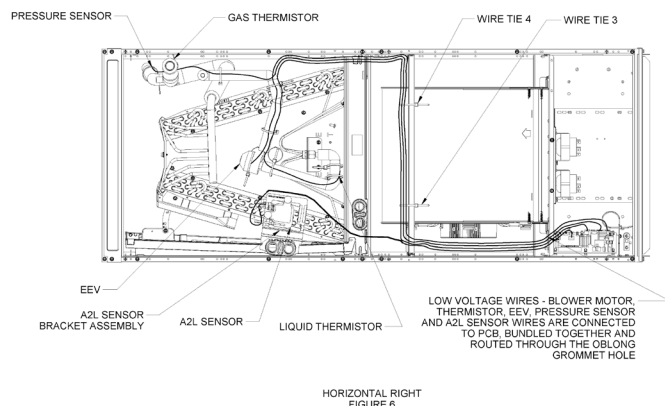 PRESSURE SENSOR
GAS THERMISTOR
WIRE TIE 4
WIRE TIE 3
EEV
A2L SENSOR
BRACKET ASSEMBLY
A2L SENSOR
LIQUID THERMISTOR
LOW VOLTAGE WIRES - BLOWER MOTOR,
THERMISTOR, EEV, PRESSURE SENSOR
AND A2L SENSOR WIRES ARE CONNECTED
TO PCB, BUNDLED TOGETHER AND
ROUTED THROUGH THE OBLONG
GROMMET HOLE
HORIZONTAL RIGHT
FIGURE 6